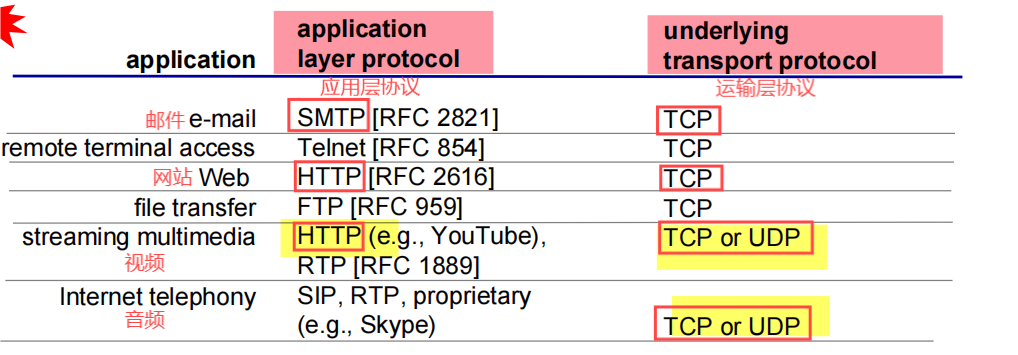 application
application layer protocol
underlying transport protocol
应用层协议
运输层协议
邮件 e-mail
SMTP [RFC 2821]
TCP
remote terminal access
Telnet [RFC 854]
TCP
网站 Web
HTTP [RFC 2616]
TCP
file transfer
FTP [RFC 959]
TCP
streaming multimedia
视频
HTTP (e.g., YouTube),
RTP [RFC 1889]
TCP or UDP
Internet telephony
音频
SIP, RTP, proprietary
(e.g., Skype)
TCP or UDP